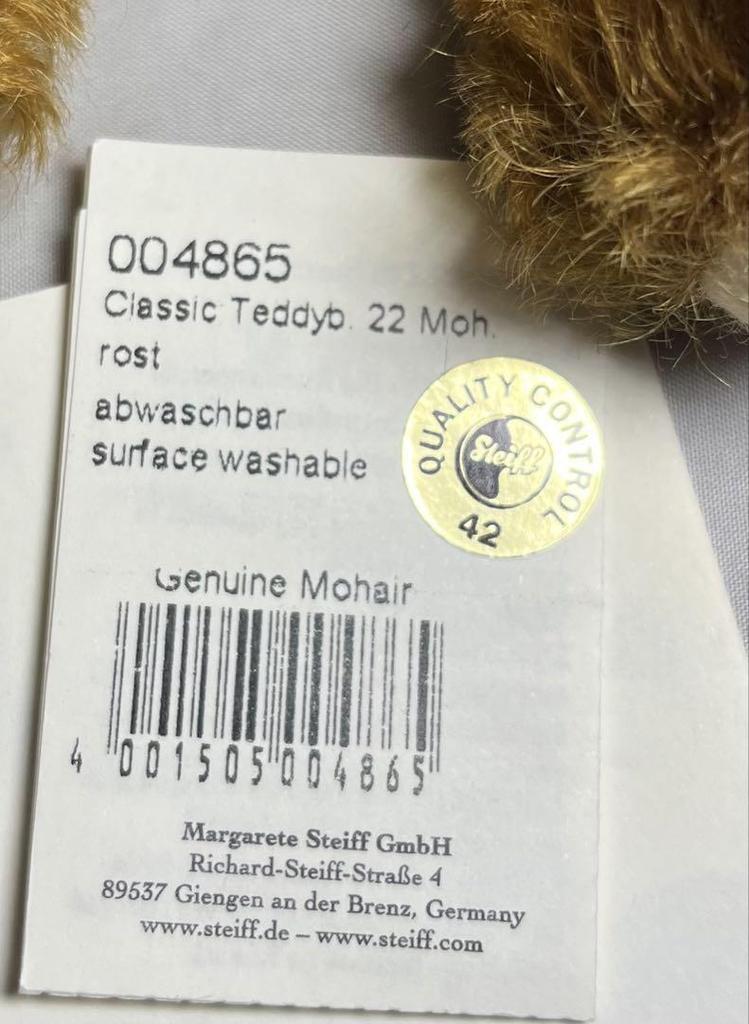 004865
Classic Teddyb. 22 Moh.
rost
abwaschbar
surface washable
QUALITY CONTROL
Steiff
42
Genuine Mohair
4 001505 004865
Margarete Steiff GmbH
Richard-Steiff-Straße 4
89537 Giengen an der Brenz, Germany
www.steiff.de – www.steiff.com